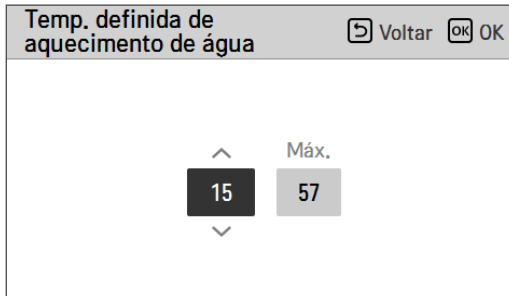 Temp. definida de
aquecimento de água
Voltar OK OK
Máx.
15 57